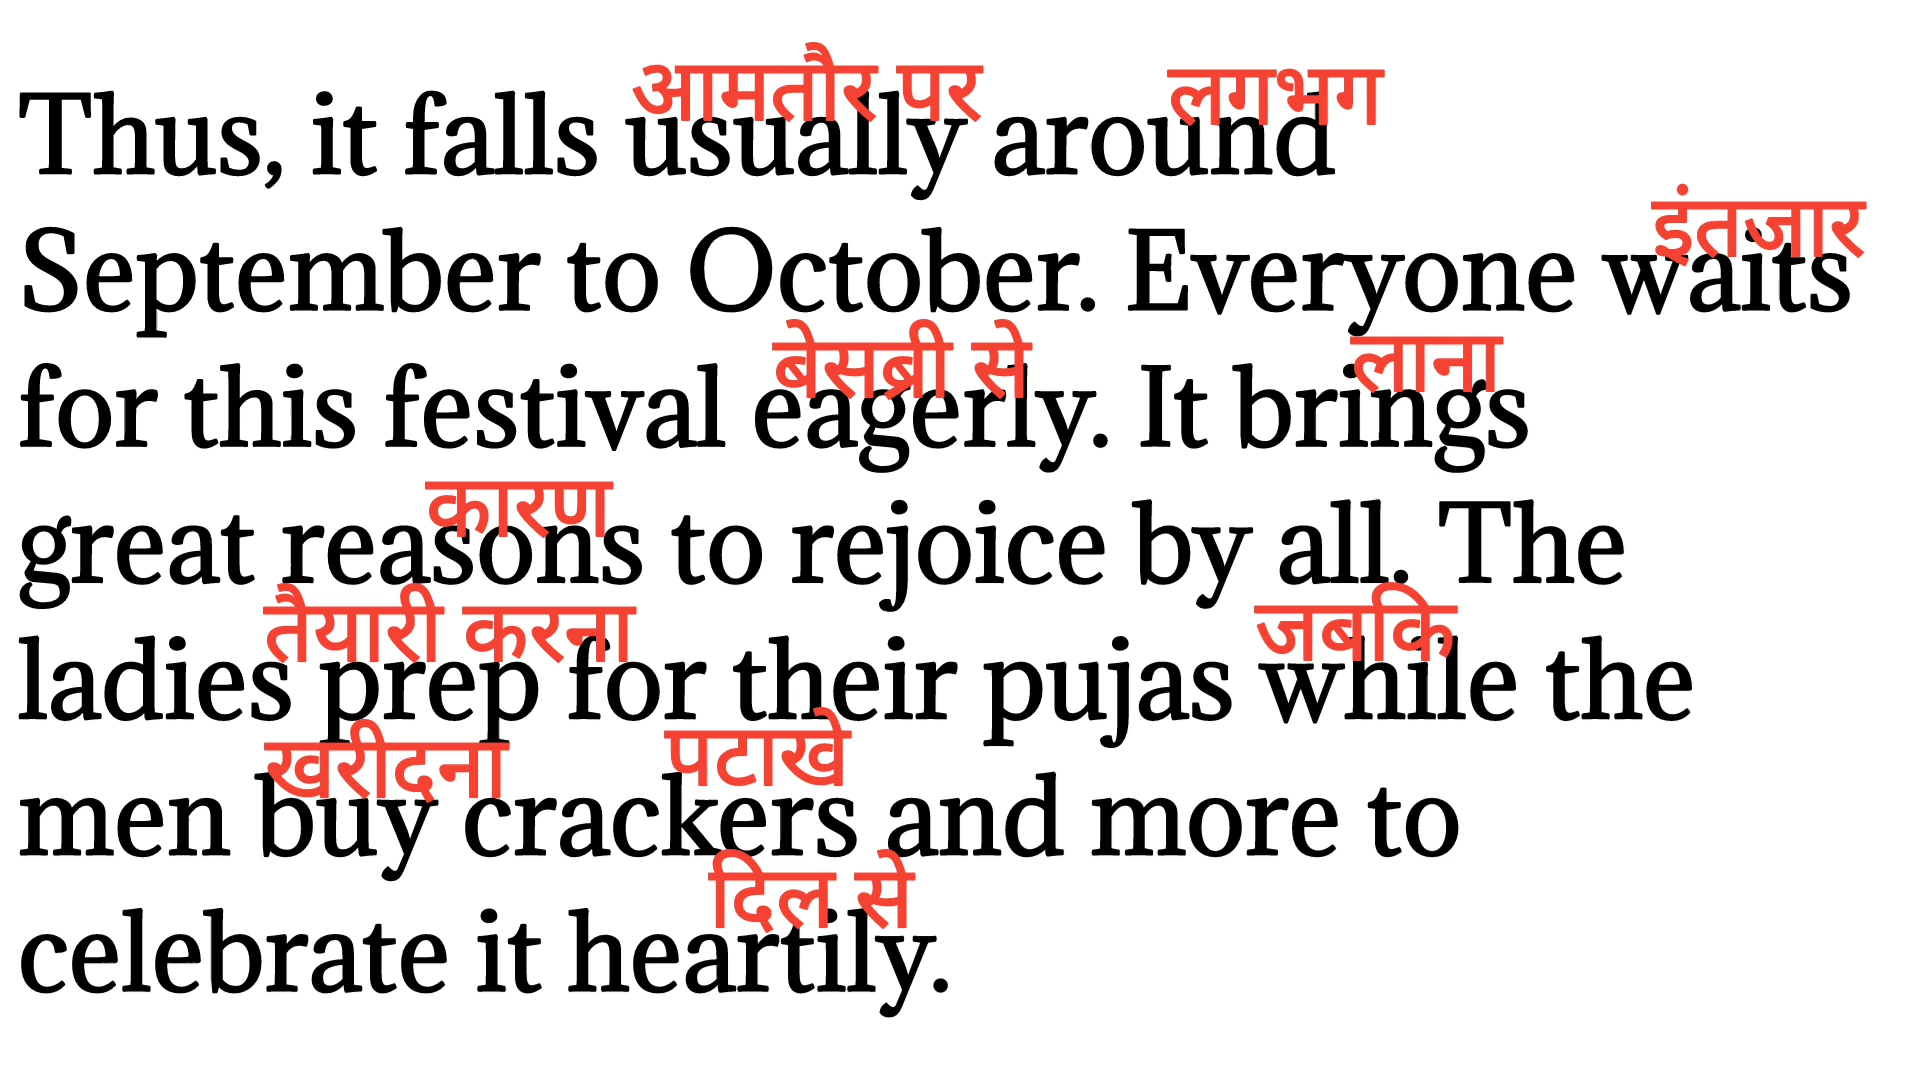 आमतौर पर लगभग
Thus, it falls usually around
इंतजार
September to October. Everyone waits
बेसब्री से लाना
for this festival eagerly. It brings
कारण
great reasons to rejoice by all. The
तैयारी करना जबकि
ladies prep for their pujas while the
खरीदना पटाखे
men buy crackers and more to
दिल से
celebrate it heartily.